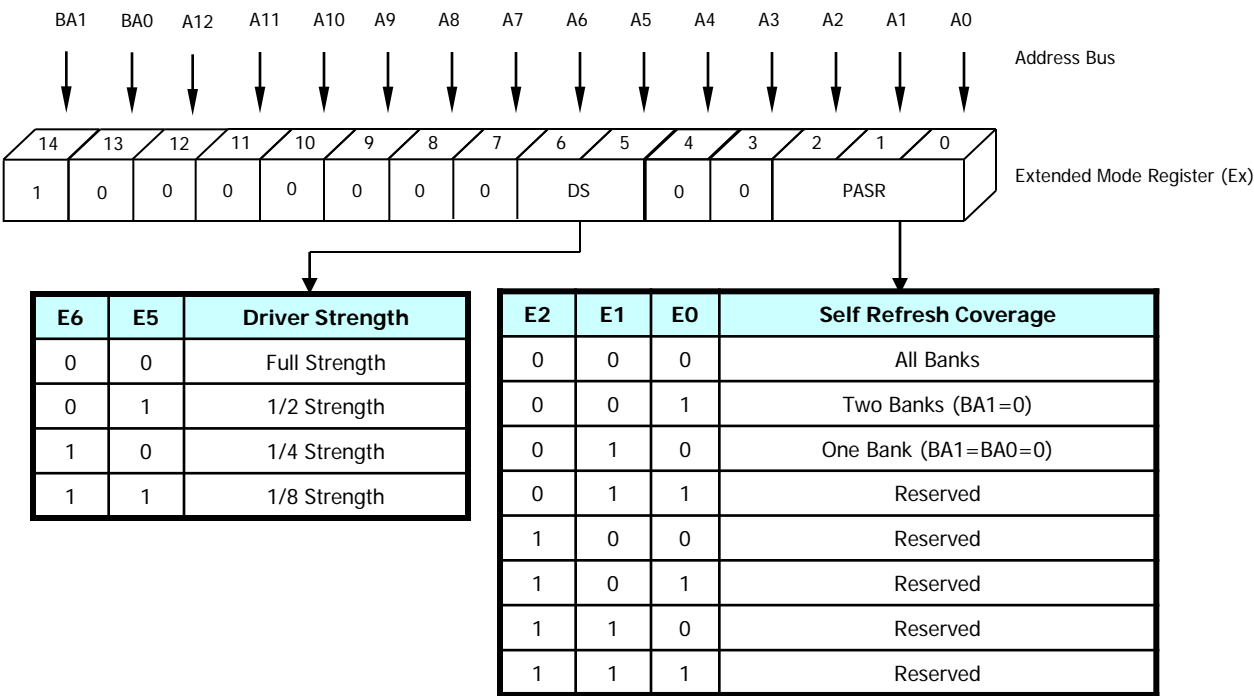 BA1 BA0 A12 A11 A10 A9 A8 A7 A6 A5 A4 A3 A2 A1 A0
Address Bus
14 13 12 11 10 9 8 7 6 5 4 3 2 1 0
1 0 0 0 0 0 0 0 DS 0 0 PASR
Extended Mode Register (Ex)
E6 E5 Driver Strength
0 0 Full Strength
0 1 1/2 Strength
1 0 1/4 Strength
1 1 1/8 Strength
E2 E1 E0 Self Refresh Coverage
0 0 0 All Banks
0 0 1 Two Banks (BA1=0)
0 1 0 One Bank (BA1=BA0=0)
0 1 1 Reserved
1 0 0 Reserved
1 0 1 Reserved
1 1 0 Reserved
1 1 1 Reserved